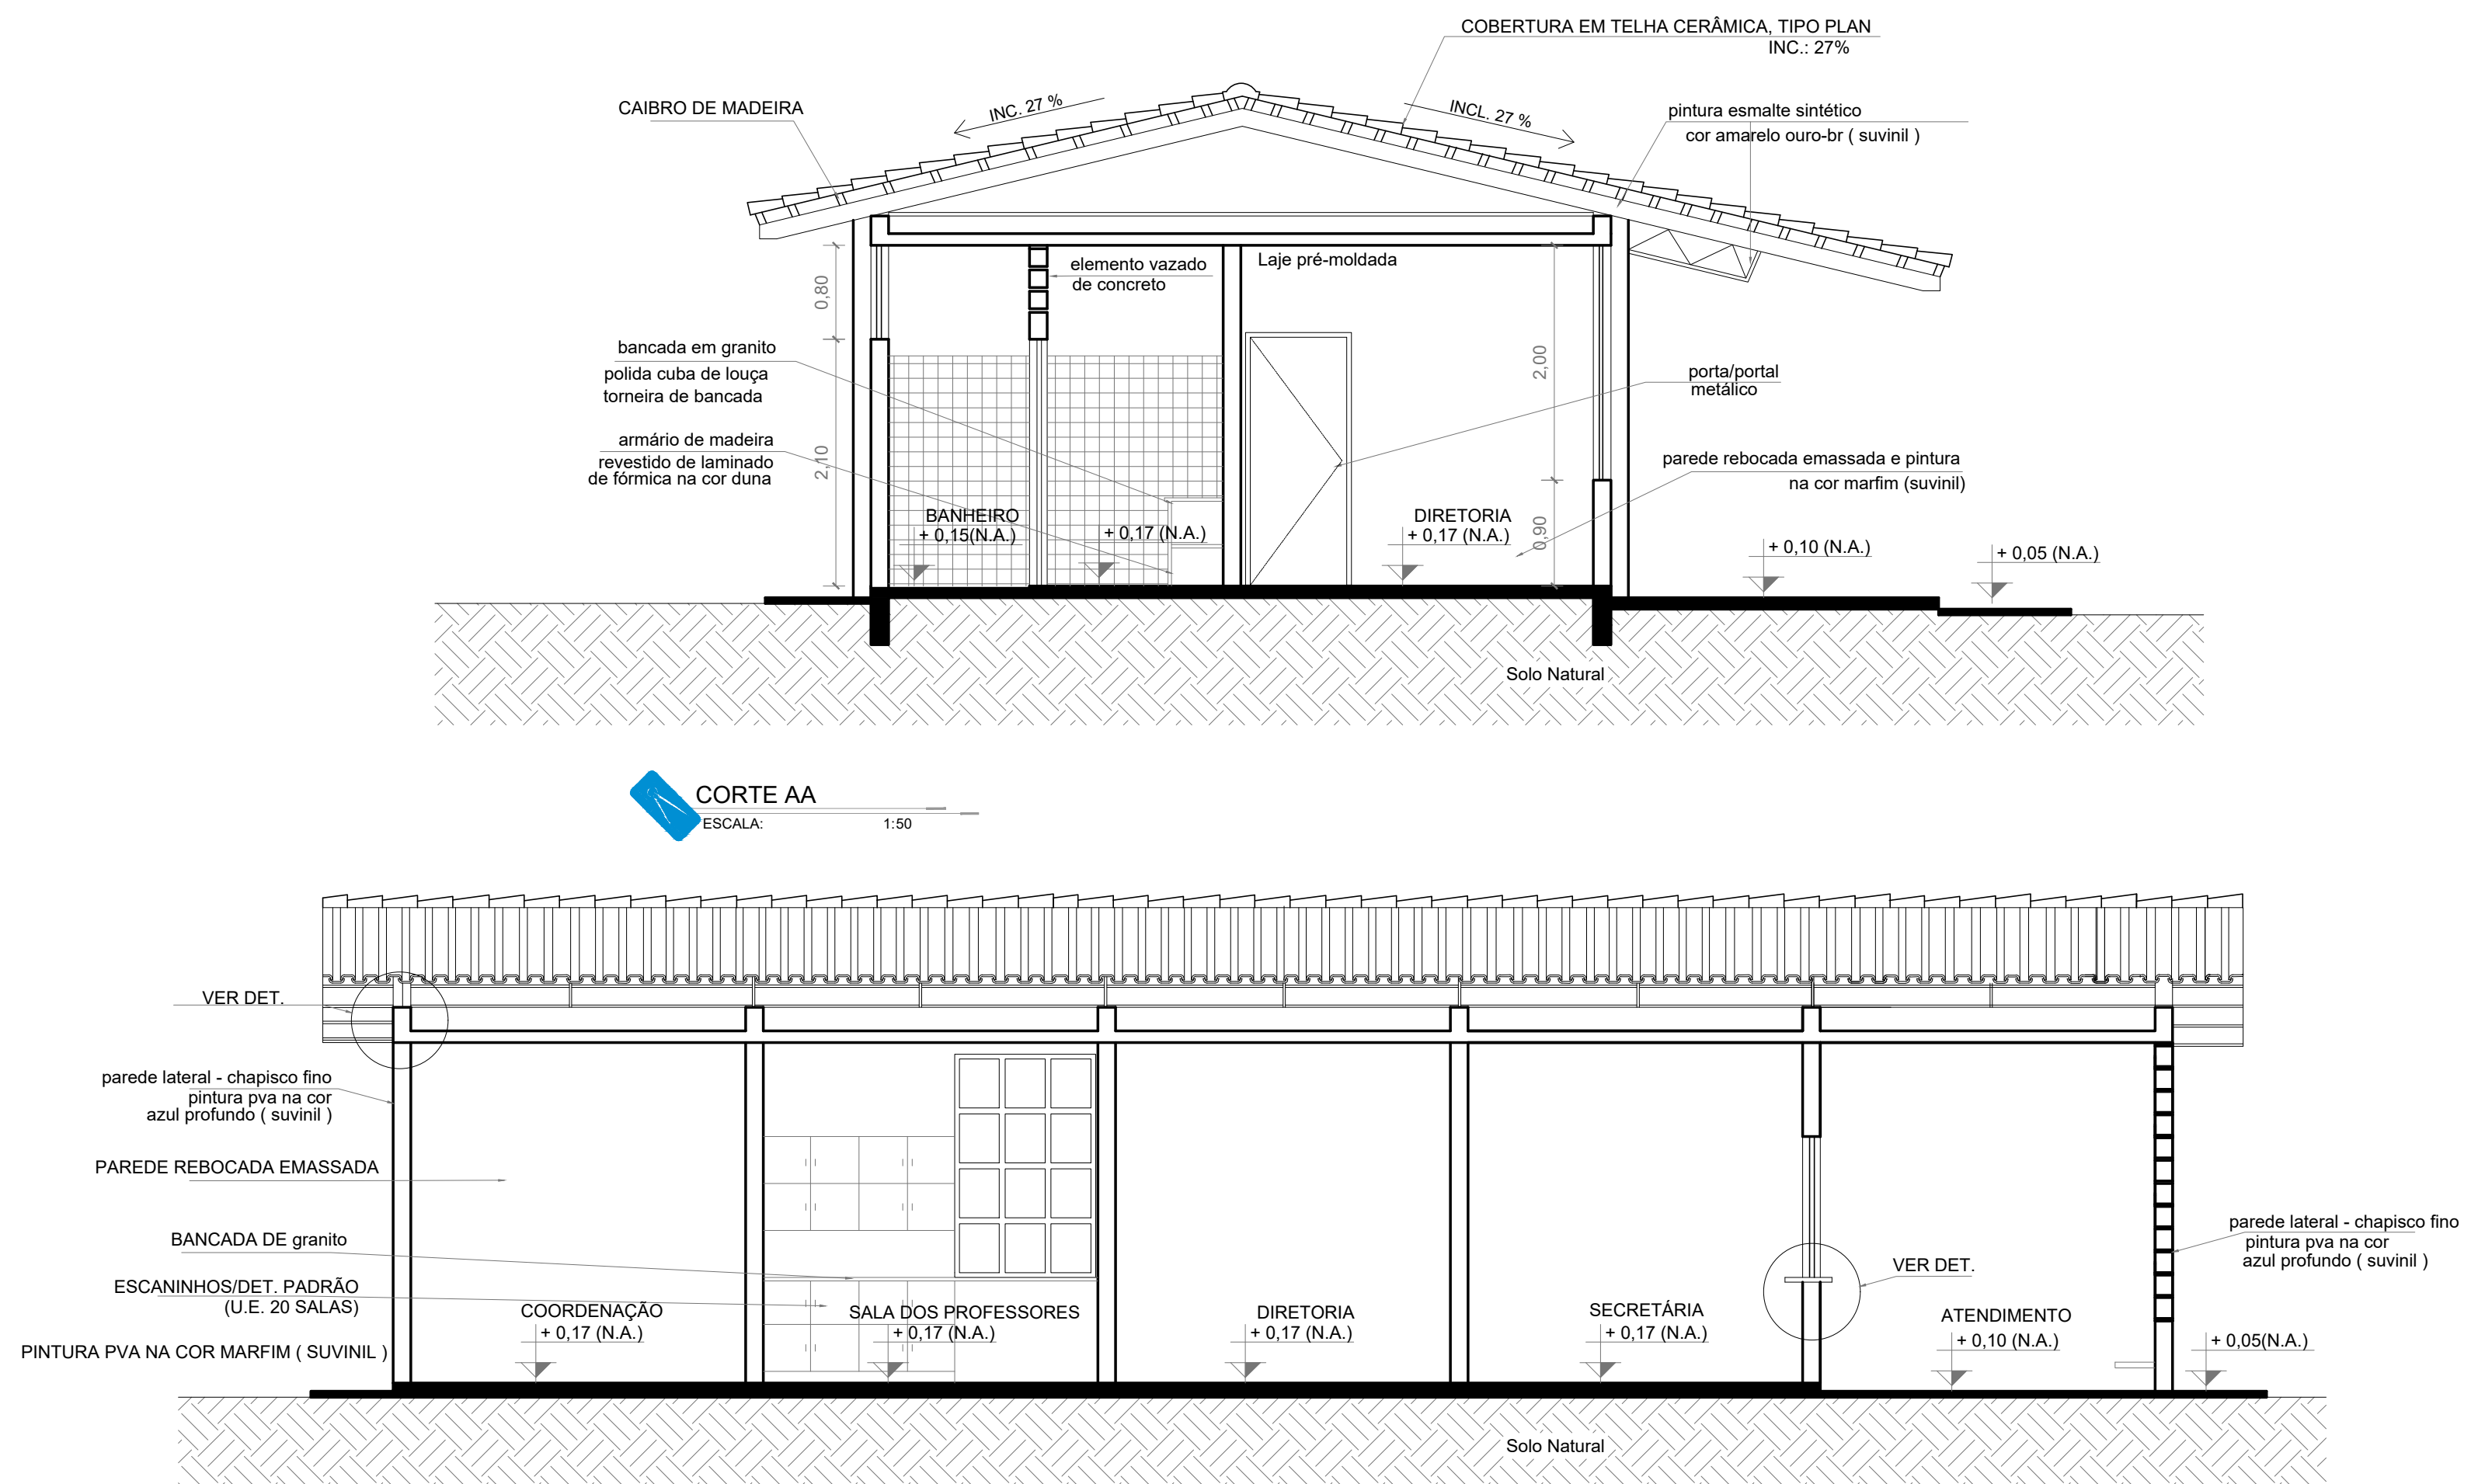 COBERTURA EM TELHA CERÂMICA, TIPO PLAN
INC.: 27%
CAIBRO DE MADEIRA
INC. 27 %
INCL. 27 %
pintura esmalte sintético
cor amarelo ouro-br ( suvinil )
elemento vazado
de concreto
Laje pré-moldada
0,80
bancada em granito
polida cuba de louça
torneira de bancada
2,00
porta/portal
metálico
armário de madeira
revestido de laminado
de fórmica na cor duna
2,10
parede rebocada emassada e pintura
na cor marfim (suvinil)
BANHEIRO
+ 0,15(N.A.)
+ 0,17 (N.A.)
DIRETORIA
+ 0,17 (N.A.)
0,90
+ 0,10 (N.A.)
+ 0,05 (N.A.)
Solo Natural
CORTE AA
ESCALA: 1:50
VER DET.
parede lateral - chapisco fino
pintura pva na cor
azul profundo ( suvinil )
PAREDE REBOCADA EMASSADA
BANCADA DE granito
ESCANINHOS/DET. PADRÃO
(U.E. 20 SALAS)
PINTURA PVA NA COR MARFIM ( SUVINIL )
COORDENAÇÃO
+ 0,17 (N.A.)
SALA DOS PROFESSORES
+ 0,17 (N.A.)
DIRETORIA
+ 0,17 (N.A.)
SECRETÁRIA
+ 0,17 (N.A.)
VER DET.
ATENDIMENTO
+ 0,10 (N.A.)
parede lateral - chapisco fino
pintura pva na cor
azul profundo ( suvinil )
+ 0,05(N.A.)
Solo Natural